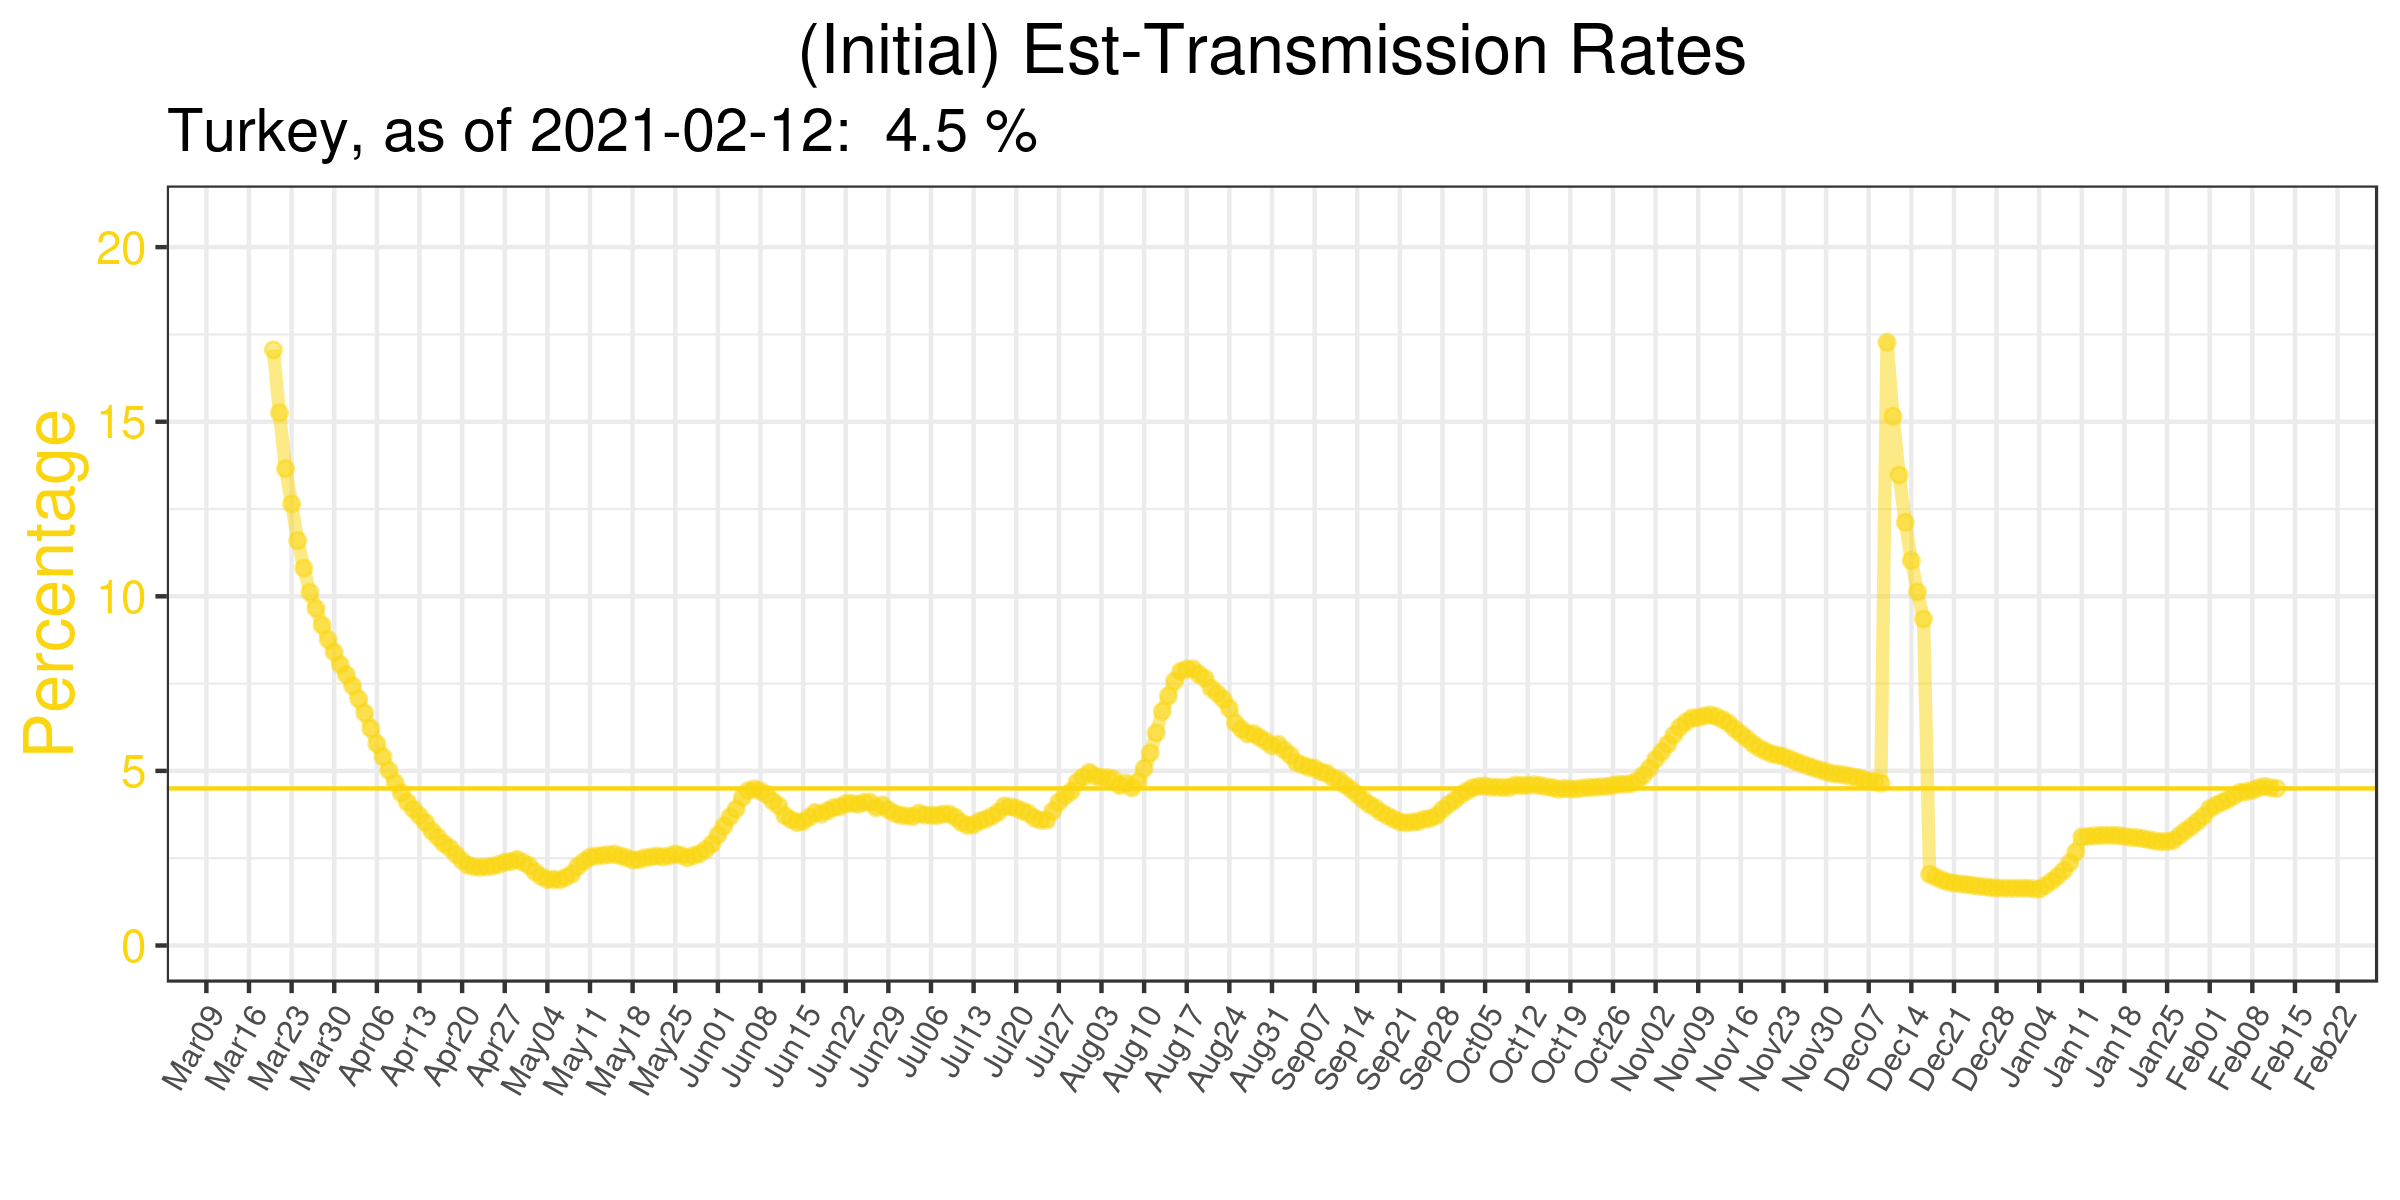 (Initial) Est-Transmission Rates
Turkey, as of 2021-02-12:  4.5 %
Percentage
20
15
10
5
0
Mar09 Mar16 Mar23 Mar30 Apr06 Apr13 Apr20 Apr27 May04 May11 May18 May25 Jun01 Jun08 Jun15 Jun22 Jun29 Jul06 Jul13 Jul20 Jul27 Aug03 Aug10 Aug17 Aug24 Aug31 Sep07 Sep14 Sep21 Sep28 Oct05 Oct12 Oct19 Oct26 Nov02 Nov09 Nov16 Nov23 Nov30 Dec07 Dec14 Dec21 Dec28 Jan04 Jan11 Jan18 Jan25 Feb01 Feb08 Feb15 Feb22